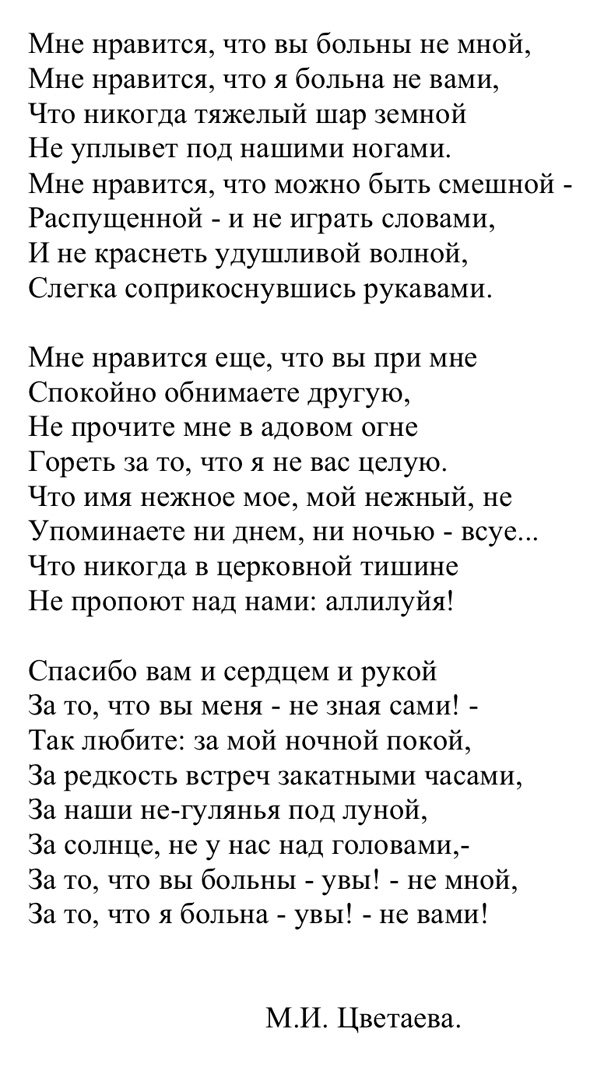 Мне нравится, что вы больны не мной,
Мне нравится, что я больна не вами,
Что никогда тяжелый шар земной
Не уплывет под нашими ногами.
Мне нравится, что можно быть смешной -
Распущенной - и не играть словами,
И не краснеть удушливой волной,
Слегка соприкоснувшись рукавами.

Мне нравится еще, что вы при мне
Спокойно обнимаете другую,
Не прочите мне в адовом огне
Гореть за то, что я не вас целую.
Что имя нежное мое, мой нежный, не
Упоминаете ни днем, ни ночью - всуе...
Что никогда в церковной тишине
Не пропоют над нами: аллилуйя!

Спасибо вам и сердцем и рукой
За то, что вы меня - не зная сами! -
Так любите: за мой ночной покой,
За редкость встреч закатными часами,
За наши не-гулянья под луной,
За солнце, не у нас над головами,-
За то, что вы больны - увы! - не мной,
За то, что я больна - увы! - не вами!

М.И. Цветаева.